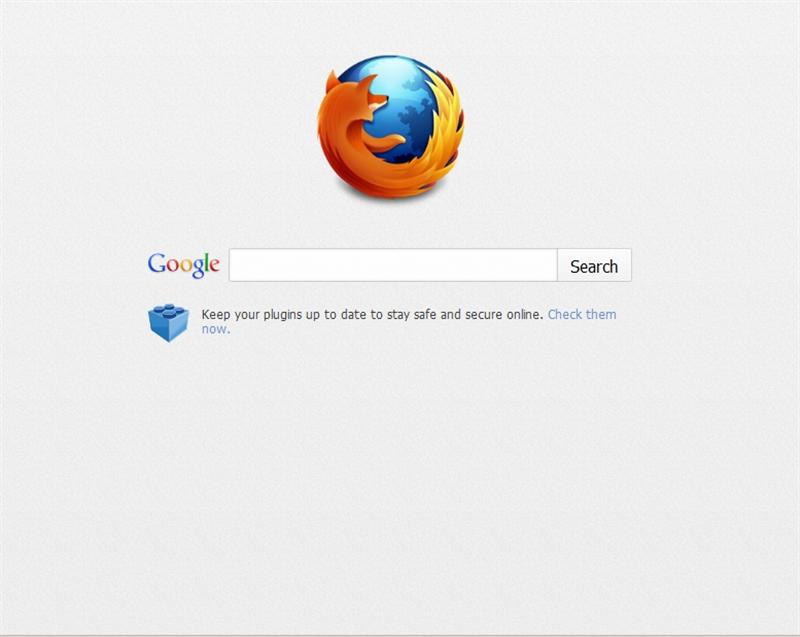 Google
Search
Keep your plugins up to date to stay safe and secure online. Check them
now.